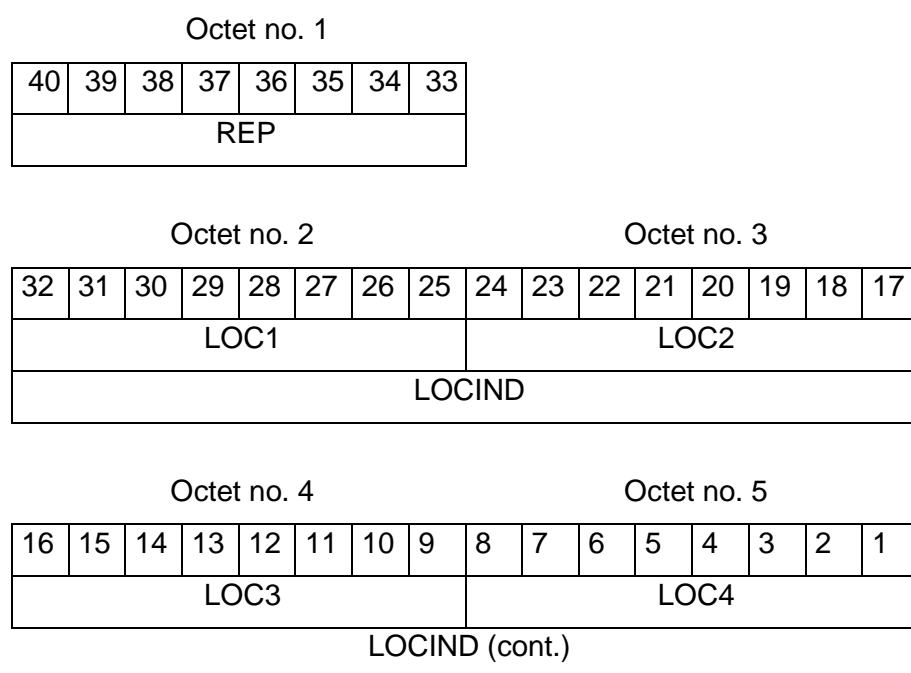 Octet no. 1
40 39 38 37 36 35 34 33
REP
Octet no. 2 Octet no. 3
32 31 30 29 28 27 26 25 24 23 22 21 20 19 18 17
LOC1 LOC2
LOCIND
Octet no. 4 Octet no. 5
16 15 14 13 12 11 10 9 8 7 6 5 4 3 2 1
LOC3 LOC4
LOCIND (cont.)